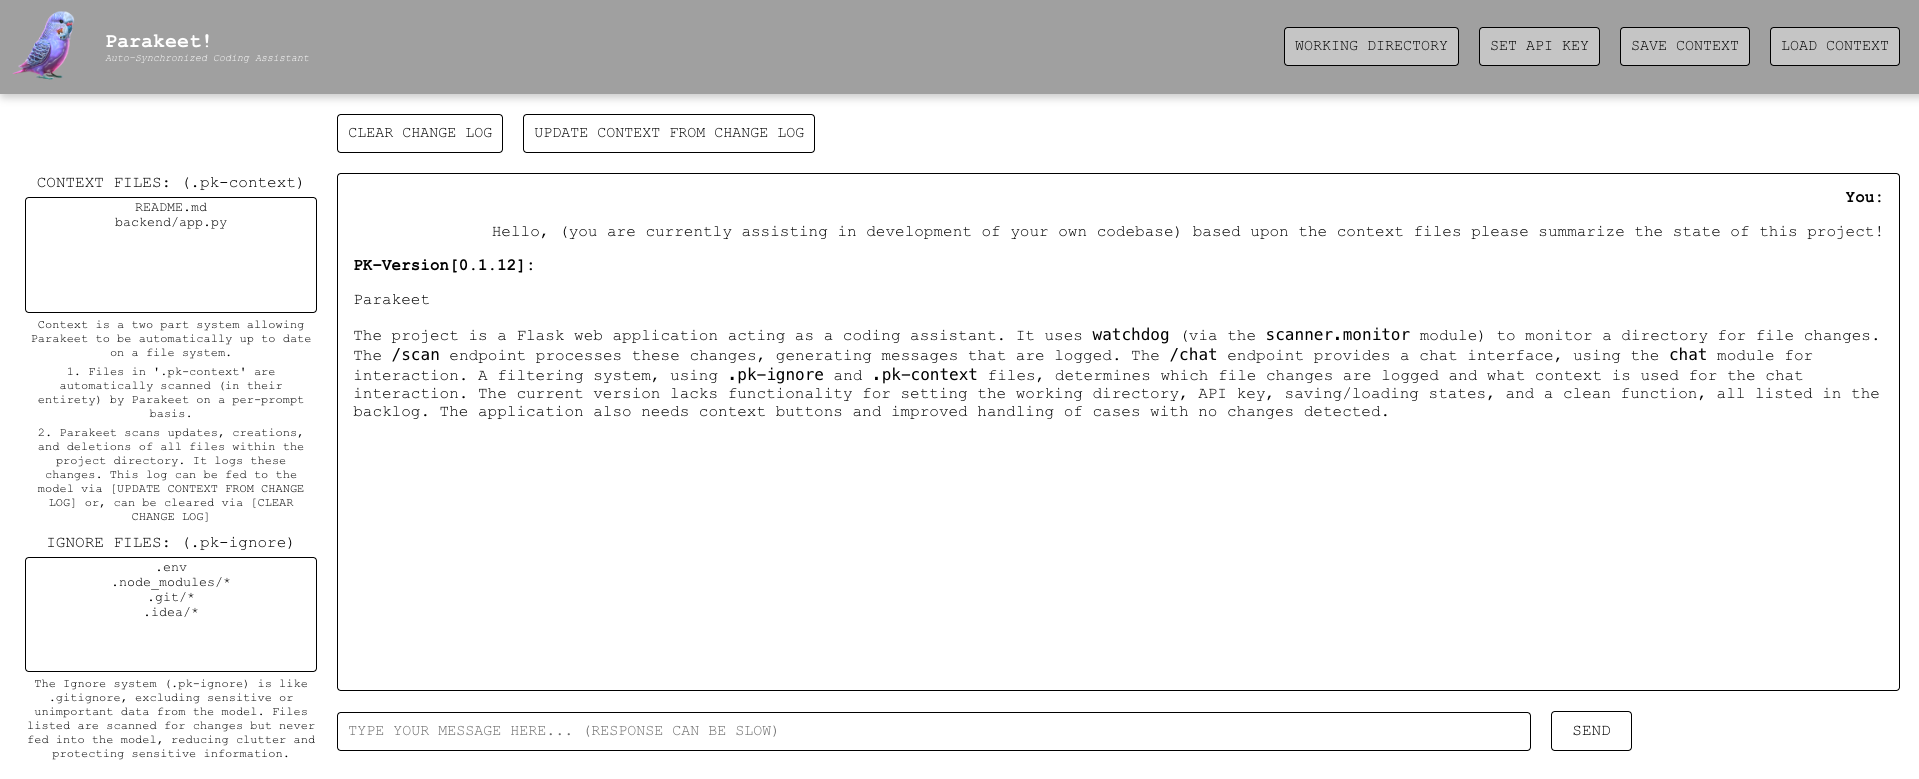 Parakeet!
Auto-Synchronized Coding Assistant
WORKING DIRECTORY
SET API KEY
SAVE CONTEXT
LOAD CONTEXT
CLEAR CHANGE LOG
UPDATE CONTEXT FROM CHANGE LOG
CONTEXT FILES: (.pk-context)
README.md
backend/app.py
Context is a two part system allowing
Parakeet to be automatically up to date
on a file system.
1. Files in '.pk-context' are
automatically scanned (in their
entirety) by Parakeet on a per-prompt
basis.
2. Parakeet scans updates, creations,
and deletions of all files within the
project directory. It logs these
changes. This log can be fed to the
model via [UPDATE CONTEXT FROM CHANGE
LOG] or, can be cleared via [CLEAR
CHANGE LOG]
IGNORE FILES: (.pk-ignore)
.env
.node_modules/*
.git/*
.idea/*
The Ignore system (.pk-ignore) is like
.gitignore, excluding sensitive or
unimportant data from the model. Files
listed are scanned for changes but never
fed into the model, reducing clutter and
protecting sensitive information.
You:
Hello, (you are currently assisting in development of your own codebase) based upon the context files please summarize the state of this project!
PK-Version[0.1.12]:
Parakeet
The project is a Flask web application acting as a coding assistant. It uses watchdog (via the scanner.monitor module) to monitor a directory for file changes.
The /scan endpoint processes these changes, generating messages that are logged. The /chat endpoint provides a chat interface, using the chat module for
interaction. A filtering system, using .pk-ignore and .pk-context files, determines which file changes are logged and what context is used for the chat
interaction. The current version lacks functionality for setting the working directory, API key, saving/loading states, and a clean function, all listed in the
backlog. The application also needs context buttons and improved handling of cases with no changes detected.
TYPE YOUR MESSAGE HERE... (RESPONSE CAN BE SLOW)
SEND